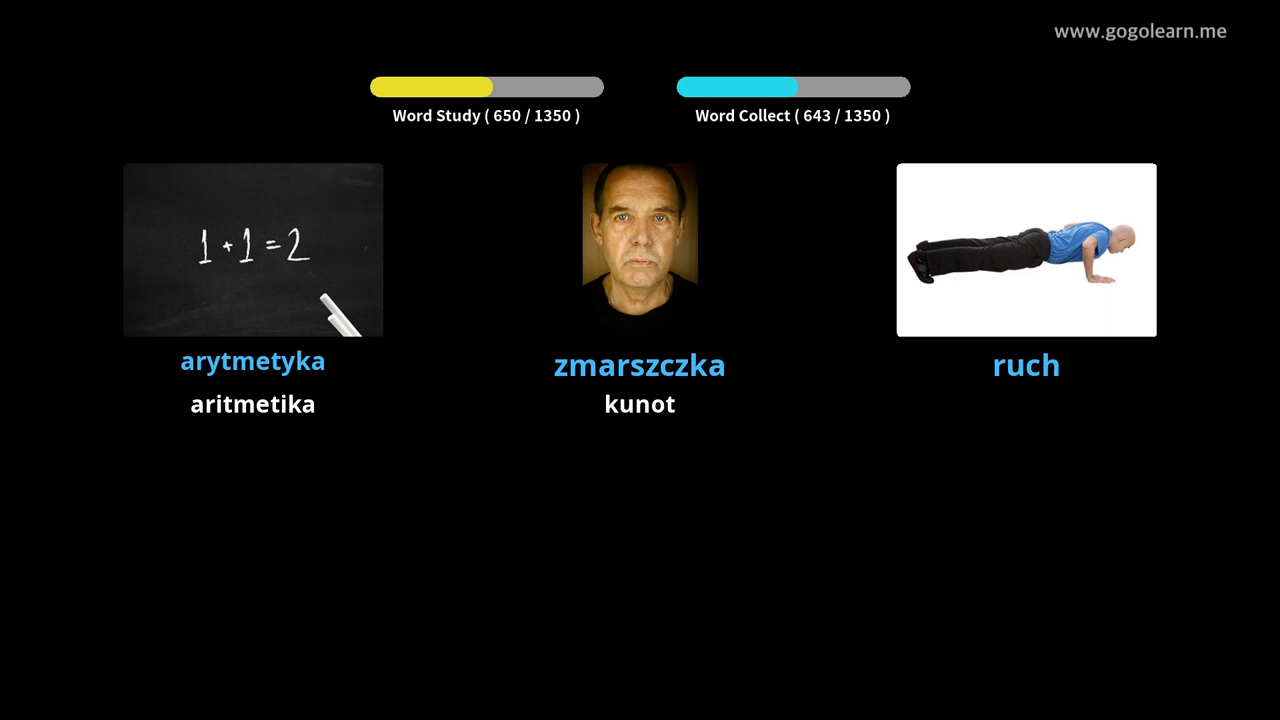 www.gogolearn.me
Word Study ( 650 / 1350 )
Word Collect ( 643 / 1350 )
1 + 1 = 2
arytmetyka
zmarszczka
ruch
aritmetika
kunot